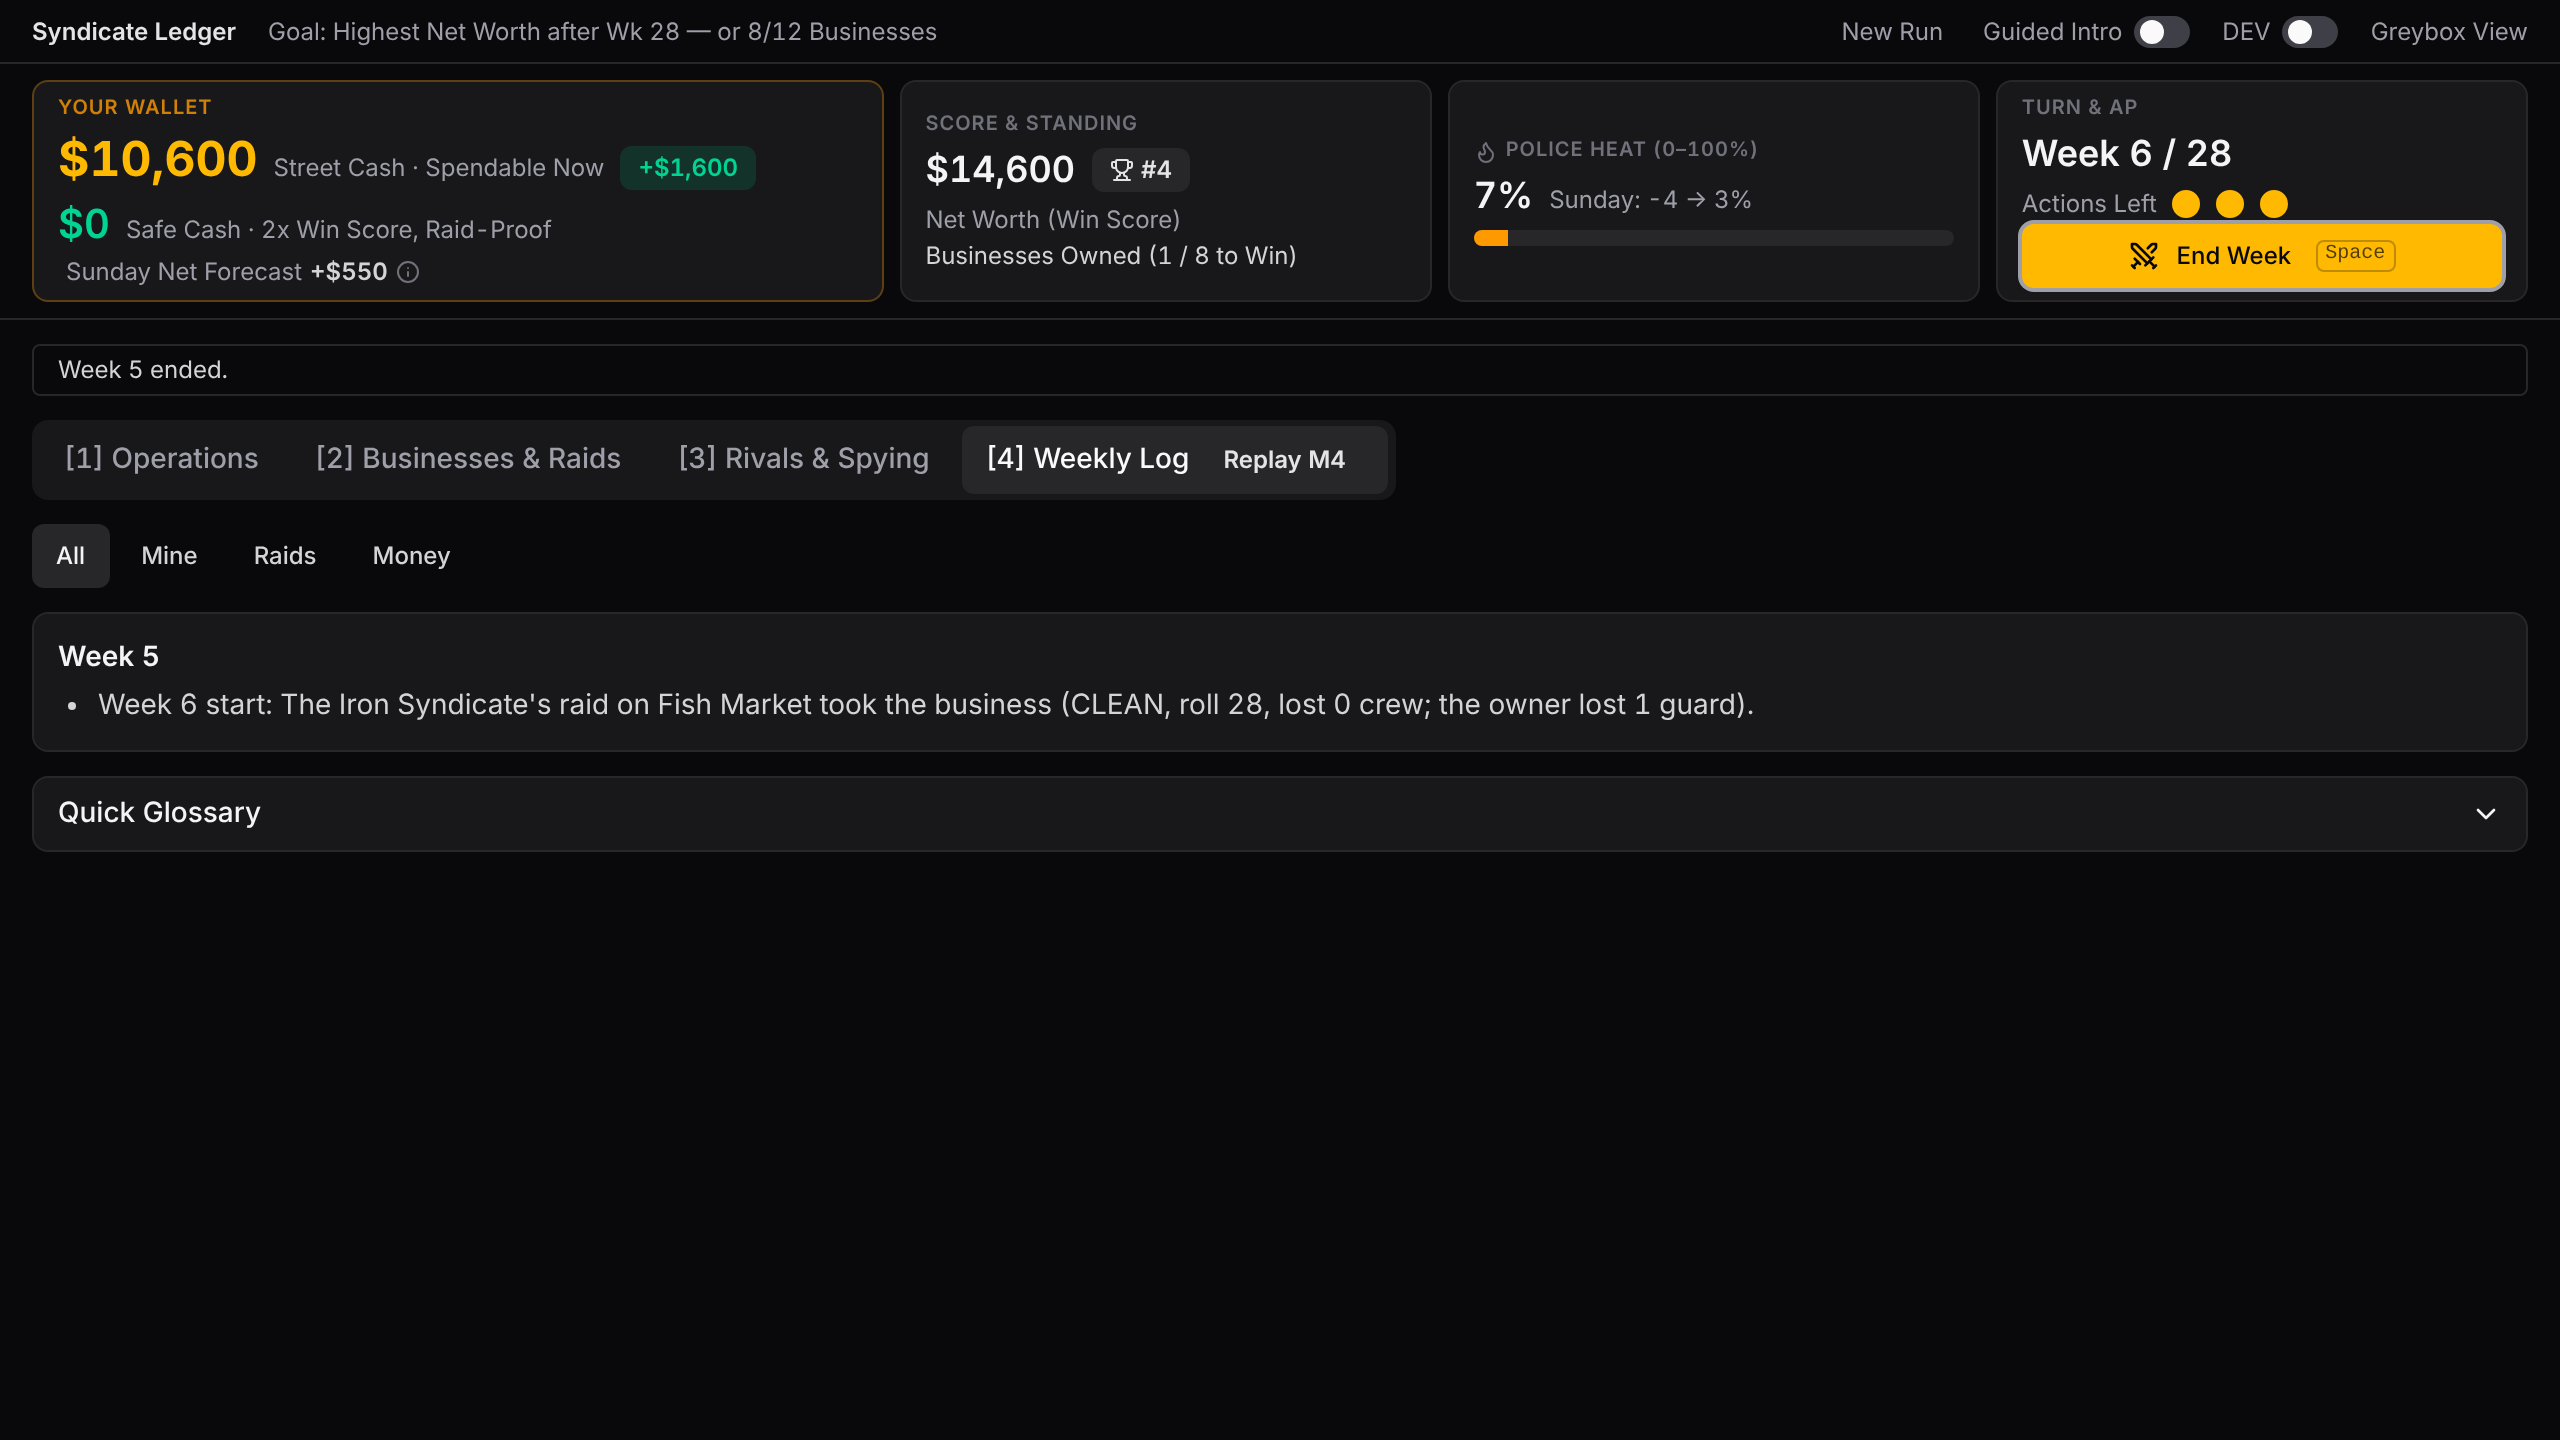 Syndicate Ledger Goal: Highest Net Worth after Wk 28 — or 8/12 Businesses New Run Guided Intro DEV Greybox View
YOUR WALLET
$10,600 Street Cash · Spendable Now +$1,600
$0 Safe Cash · 2x Win Score, Raid-Proof
Sunday Net Forecast +$550
SCORE & STANDING
$14,600 #4
Net Worth (Win Score)
Businesses Owned (1 / 8 to Win)
POLICE HEAT (0–100%)
7% Sunday: -4 → 3%
TURN & AP
Week 6 / 28
Actions Left
End Week Space
Week 5 ended.
[1] Operations [2] Businesses & Raids [3] Rivals & Spying [4] Weekly Log Replay M4
All Mine Raids Money
Week 5
• Week 6 start: The Iron Syndicate's raid on Fish Market took the business (CLEAN, roll 28, lost 0 crew; the owner lost 1 guard).
Quick Glossary